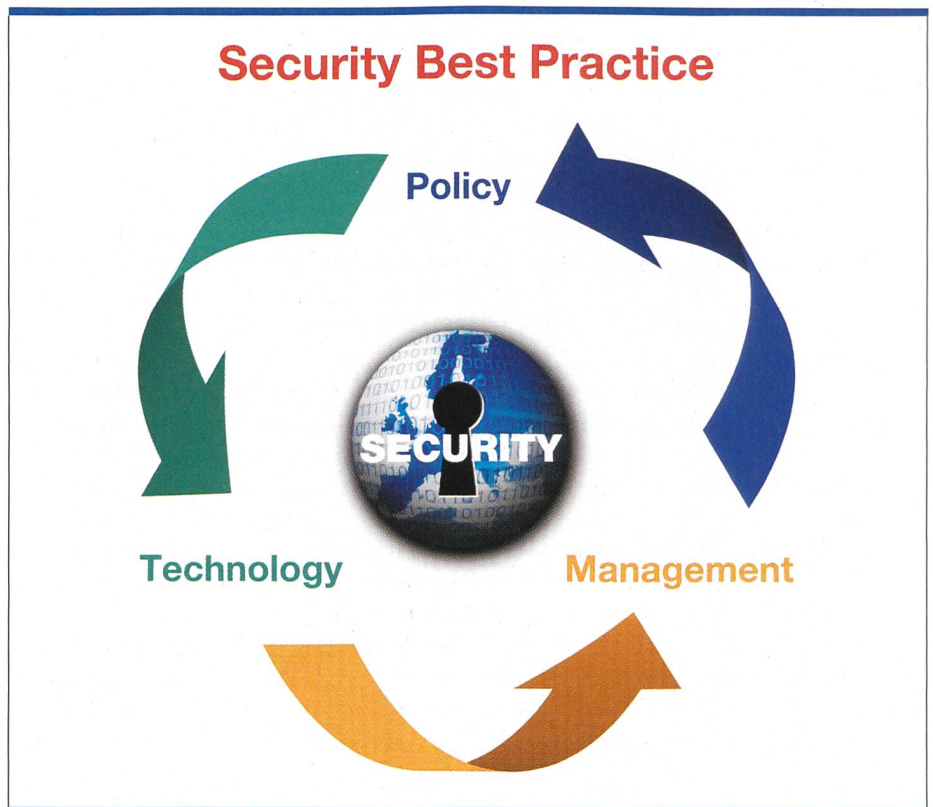 Security Best Practice
Policy
SECURITY
Technology
Management